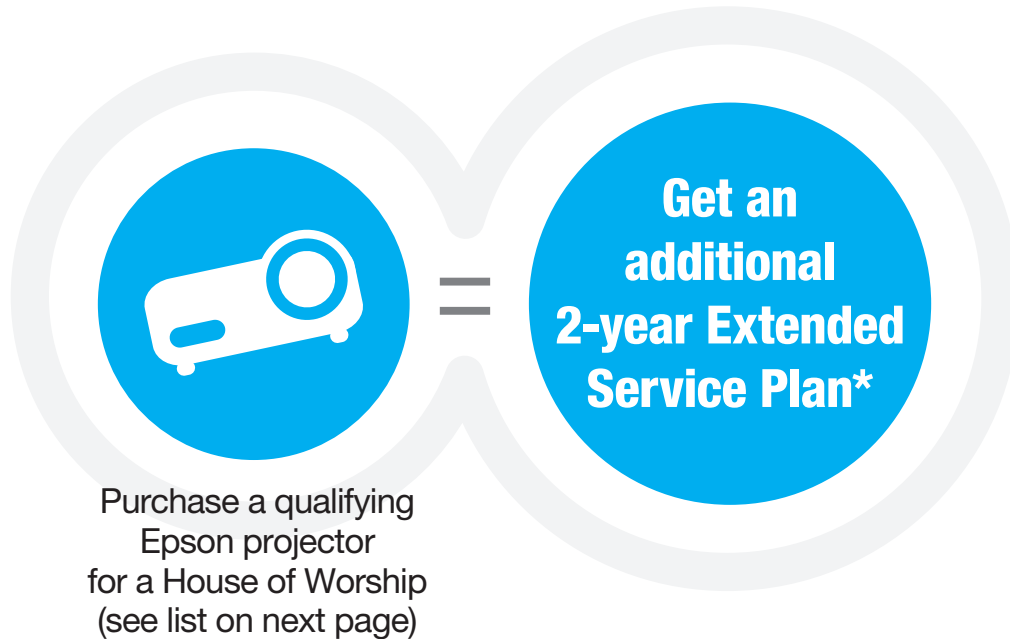 Purchase a qualifying
Epson projector
for a House of Worship
(see list on next page)
=
Get an
additional
2-year Extended
Service Plan*